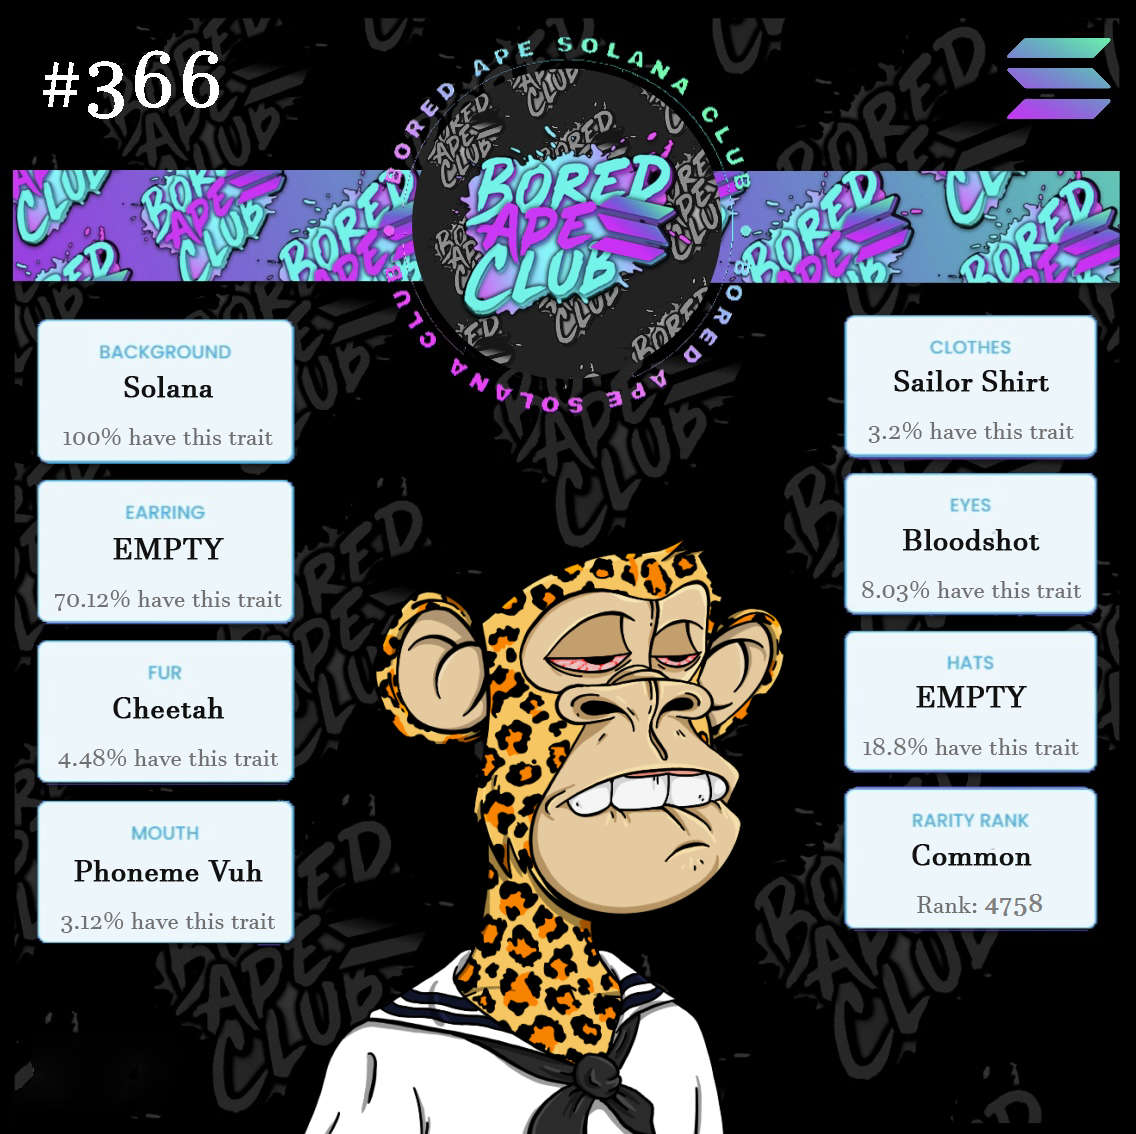 #366
BORED APE SOLANA CLUB
BORED APE SOLANA CLUB
BORED
APE
CLUB
BACKGROUND
Solana
100% have this trait
EARRING
EMPTY
70.12% have this trait
FUR
Cheetah
4.48% have this trait
MOUTH
Phoneme Vuh
3.12% have this trait
CLOTHES
Sailor Shirt
3.2% have this trait
EYES
Bloodshot
8.03% have this trait
HATS
EMPTY
18.8% have this trait
RARITY RANK
Common
Rank: 4758